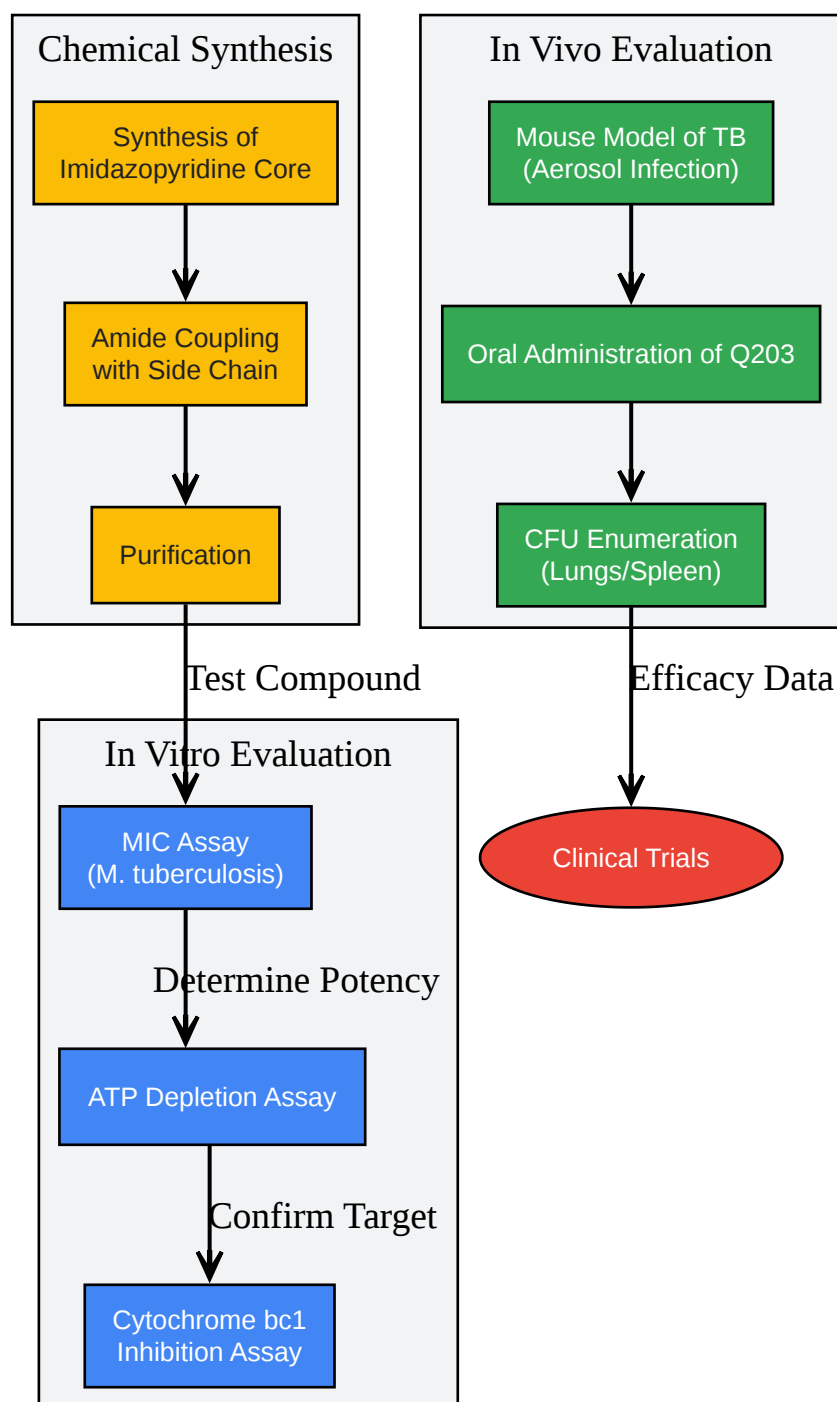 Chemical Synthesis
Synthesis of
Imidazopyridine Core
Amide Coupling
with Side Chain
Purification
Test Compound
In Vitro Evaluation
MIC Assay
(M. tuberculosis)
Determine Potency
ATP Depletion Assay
Confirm Target
Cytochrome bc1
Inhibition Assay
In Vivo Evaluation
Mouse Model of TB
(Aerosol Infection)
Oral Administration of Q203
CFU Enumeration
(Lungs/Spleen)
Efficacy Data
Clinical Trials